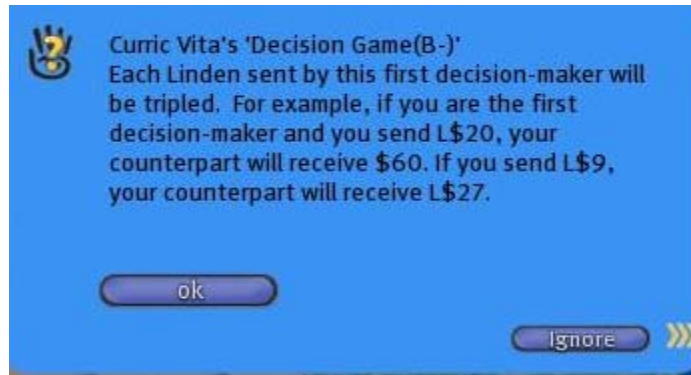 Curric Vita's 'Decision Game(B-)'
Each Linden sent by this first decision-maker will
be tripled.  For example, if you are the first
decision-maker and you send L$20, your
counterpart will receive $60. If you send L$9,
your counterpart will receive L$27.
ok
Ignore